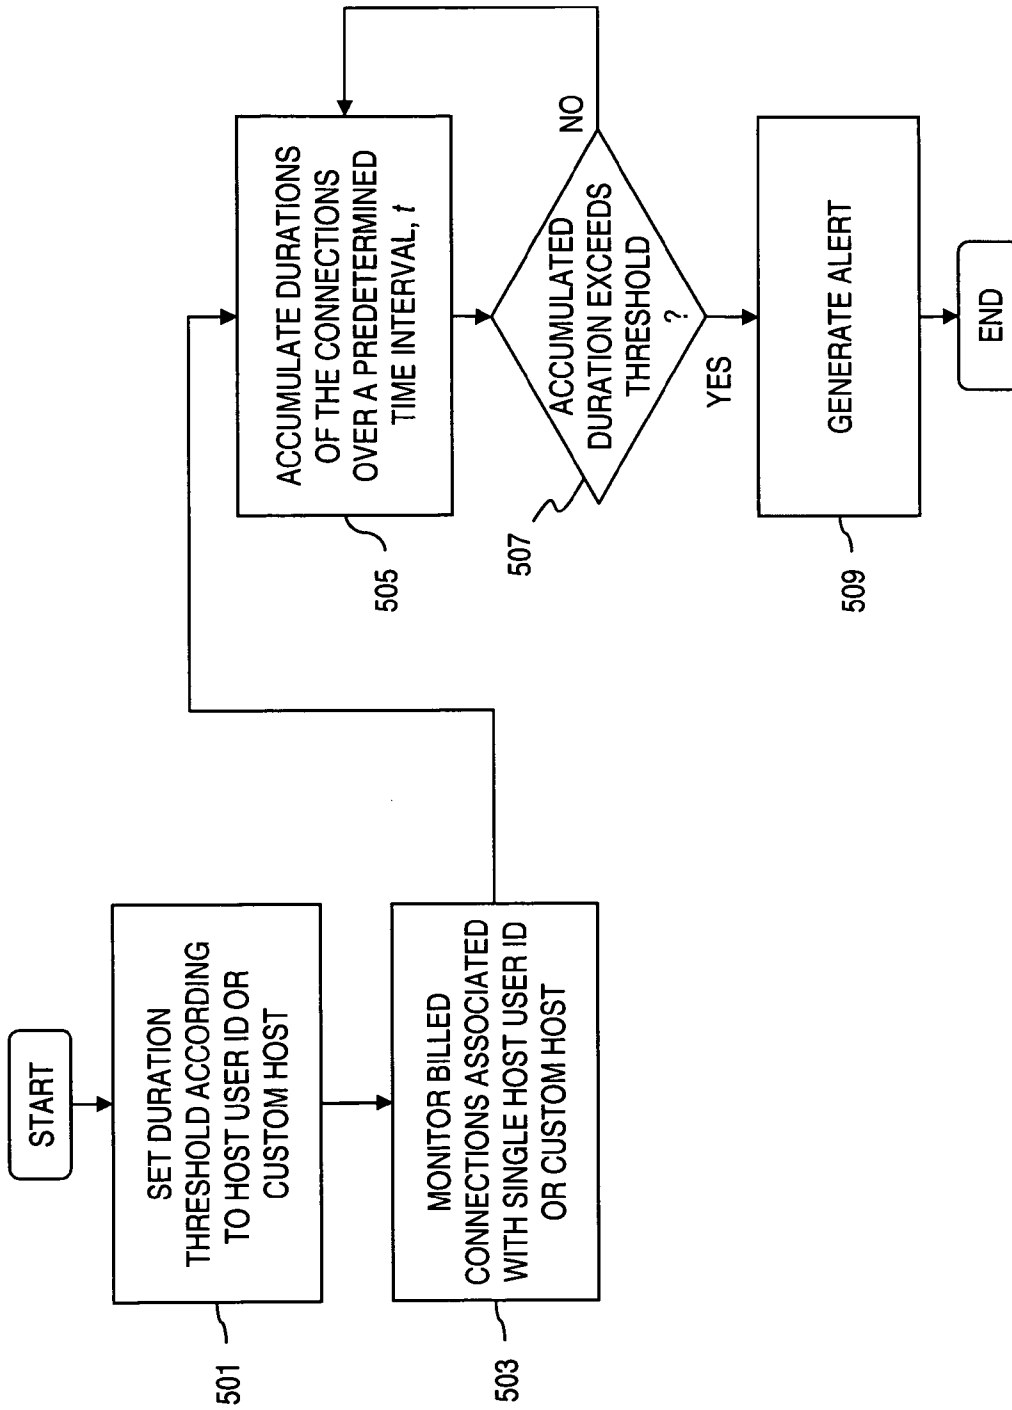 START
SET DURATION
THRESHOLD ACCORDING
TO HOST USER ID OR
CUSTOM HOST
501
MONITOR BILLED
CONNECTIONS ASSOCIATED
WITH SINGLE HOST USER ID
OR CUSTOM HOST
503
ACCUMULATE DURATIONS
OF THE CONNECTIONS
OVER A PREDETERMINED
TIME INTERVAL, t
505
ACCUMULATED
DURATION EXCEEDS
THRESHOLD
?
507
NO
YES
GENERATE ALERT
509
END